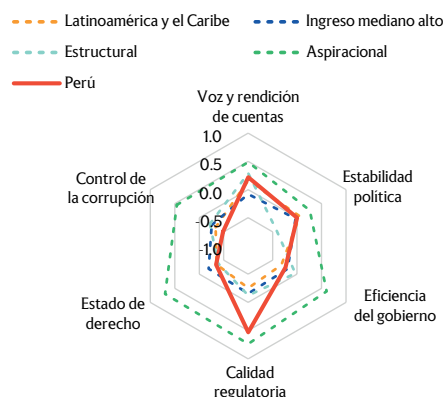 Latinoamérica y el Caribe
Ingreso mediano alto
Estructural
Aspiracional
Perú
Voz y rendición
de cuentas
1.0
0.5
0.0
-0.5
-1.0
Estabilidad
politica
Eficiencia
del gobierno
Calidad
regulatoria
Estado de
derecho
Control de
la corrupción